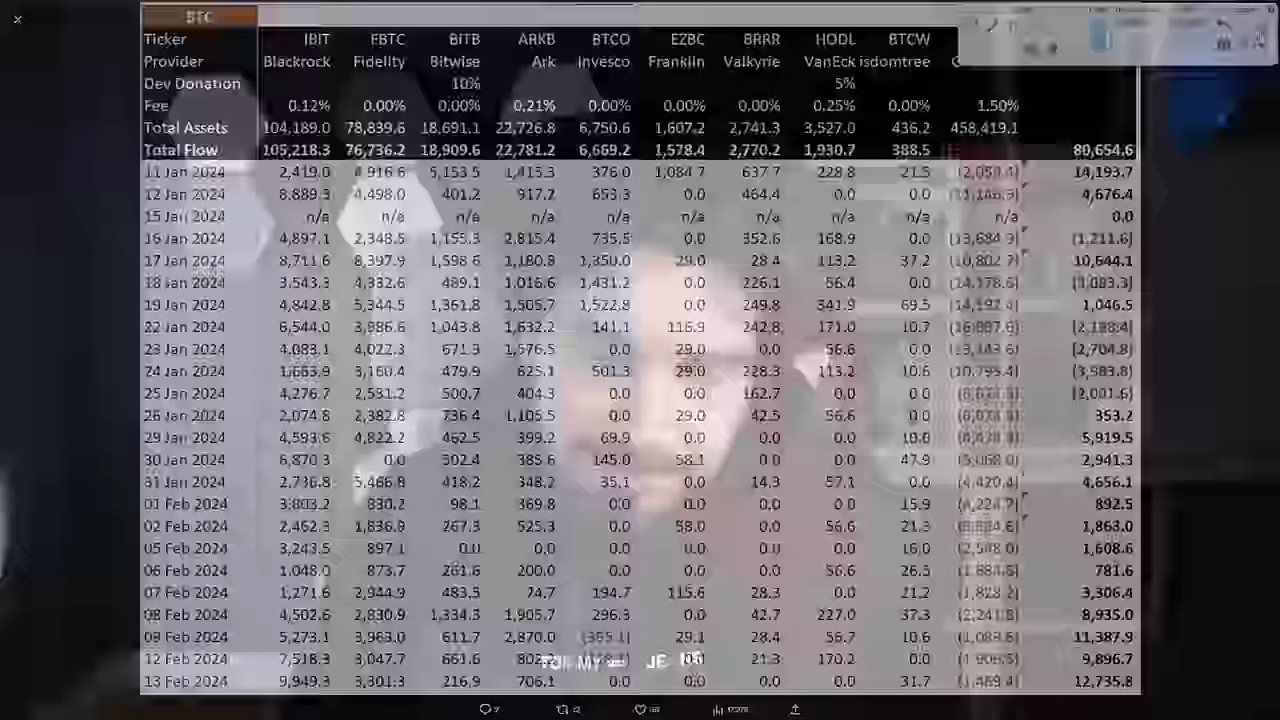 BTC
Ticker IBIT FBTC BITB ARKB BTCO EZBC BRRR HODL BTCW
Provider Blackrock Fidelity Bitwise Ark Invesco Franklin Valkyrie VanEck isdomtree
Dev Donation 10% 5%
Fee 0.12% 0.00% 0.00% 0.21% 0.00% 0.00% 0.00% 0.25% 0.00% 1.50%
Total Assets 104,189.0 78,839.6 18,691.1 22,726.8 6,750.6 1,607.2 2,741.3 3,527.0 436.2 458,419.1
Total Flow 105,218.3 76,736.2 18,909.6 22,781.2 6,669.2 1,578.4 2,770.2 1,930.7 388.5 80,654.6
11 Jan 2024 2,419.0 4 916 6 5,153.5 1,415.3 376.0 1,084.7 637.7 228.8 21.5 14,193.7
12 Jan 2024 8,889.3 4,498.0 401.2 917.2 653.3 0.0 464.4 0.0 0.0 4,676.4
15 Jan 2024 n/a n/a n/a n/a n/a n/a n/a n/a n/a n/a 0.0
16 Jan 2024 4,897.1 2,348.5 1,155.3 2,815.4 735.5 0.0 352.6 168.9 0.0 (13,684.9) (1,211.6)
17 Jan 2024 8,711.6 8,397.9 1,598.6 1,180.8 1,350.0 29.0 28.4 113.2 37.2 10,644.1
18 Jan 2024 3,543.3 4,332.6 489.1 1,016.6 1,431.2 0.0 226.1 56.4 0.0
19 Jan 2024 4,842.8 5,344.5 1,361.8 1,505.7 1,522.8 0.0 249.8 341.9 69.5 1,046.5
22 Jan 2024 6,544.0 3,886.6 1,043.8 1,632.2 141.1 116.9 242.8 171.0 10.7
23 Jan 2024 4,083.1 4,022.3 671.3 1,576.5 0.0 29.0 0.0 56.6 0.0 (2,704.8)
24 Jan 2024 1,663.9 3,160.4 479.9 625.1 501.3 29.0 228.3 113.2 10.6
25 Jan 2024 4,276.7 2,531.2 500.7 404.3 0.0 0.0 162.7 0.0 0.0 (2,001.6)
26 Jan 2024 2,074.8 2,382.8 736.4 1,105.5 0.0 29.0 42.5 56.6 0.0 353.2
29 Jan 2024 4,593.6 4,822.2 462.5 399.2 69.9 0.0 0.0 0.0 10.6 5,919.5
30 Jan 2024 6,870.3 0.0 302.4 385.6 145.0 58.1 0.0 0.0 47.9 2,941.3
31 Jan 2024 2,736.8 5,466.8 418.2 348.2 35.1 14.3 57.1 0.0 (4,420.4) 4,656.1
01 Feb 2024 3,803.2 830.2 98.1 369.8 0.0 0.0 0.0 0.0 15.9 892.5
02 Feb 2024 2,462.3 1,836.8 267.3 525.3 0.0 58.0 0.0 56.6 21.3 1,863.0
05 Feb 2024 3,243.5 897.1 0.0 0.0 0.0 0.0 0.0 0.0 16.0 1,608.6
06 Feb 2024 1,048.0 873.7 261.6 200.0 0.0 0.0 0.0 56.6 26.5 781.6
07 Feb 2024 1,271.6 2,944.9 483.5 74.7 194.7 115.6 28.3 0.0 21.2 3,306.4
08 Feb 2024 4,502.6 2,830.9 1,334.3 1,905.7 296.3 0.0 42.7 227.0 37.3 8,935.0
09 Feb 2024 5,273.1 3,963.0 611.7 2,870.0 29.1 28.4 56.7 10.6 11,387.9
12 Feb 2024 7,518.3 3,047.7 661.6 0.0 21.3 170.2 0.0 9,896.7
13 Feb 2024 9,949.3 3,301.3 216.9 706.1 0.0 0.0 0.0 0.0 31.7 (1,469.4) 12,735.8